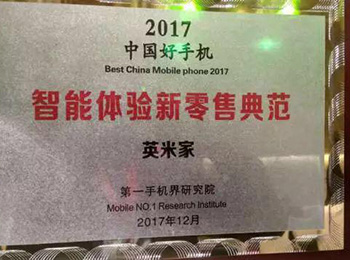 2017
中国好手机
Best China Mobile phone 2017
智能体验新零售典范
英米家
第一手机界研究院
Mobile NO.1 Research Institute
2017年12月